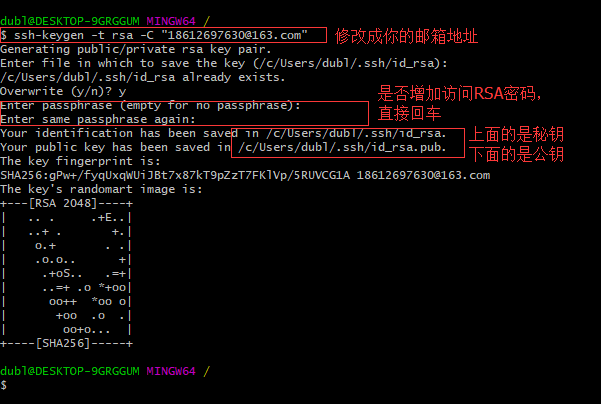 dubl@DESKTOP-9GRGGUM MINGW64 /
$ ssh-keygen -t rsa -C "18612697630@163.com" 修改成你的邮箱地址
Generating public/private rsa key pair.
Enter file in which to save the key (/c/Users/dubl/.ssh/id_rsa):
/c/Users/dubl/.ssh/id_rsa already exists.
Overwrite (y/n)? y
是否增加访问RSA密码,
Enter passphrase (empty for no passphrase):
直接回车
Enter same passphrase again:
Your identification has been saved in /c/Users/dubl/.ssh/id_rsa. 上面的是秘钥
Your public key has been saved in /c/Users/dubl/.ssh/id_rsa.pub. 下面的是公钥
The key fingerprint is:
SHA256:gPw+/fyqUxqWUiJBt7x87kT9pZzT7FKlVp/5RUVCG1A 18612697630@163.com
The key's randomart image is:
+---[RSA 2048]----+
|   .. .      .+E..|
|   ..+ .       +.|
|    o.+       . .|
|    .o.o..      +|
|     .+oS..   .=+|
|     ..=+ .o *+oo|
|      oo++  *oo o|
|       +oo  .o  .|
|        oo+o...  |
+----[SHA256]-----+
dubl@DESKTOP-9GRGGUM MINGW64 /
$